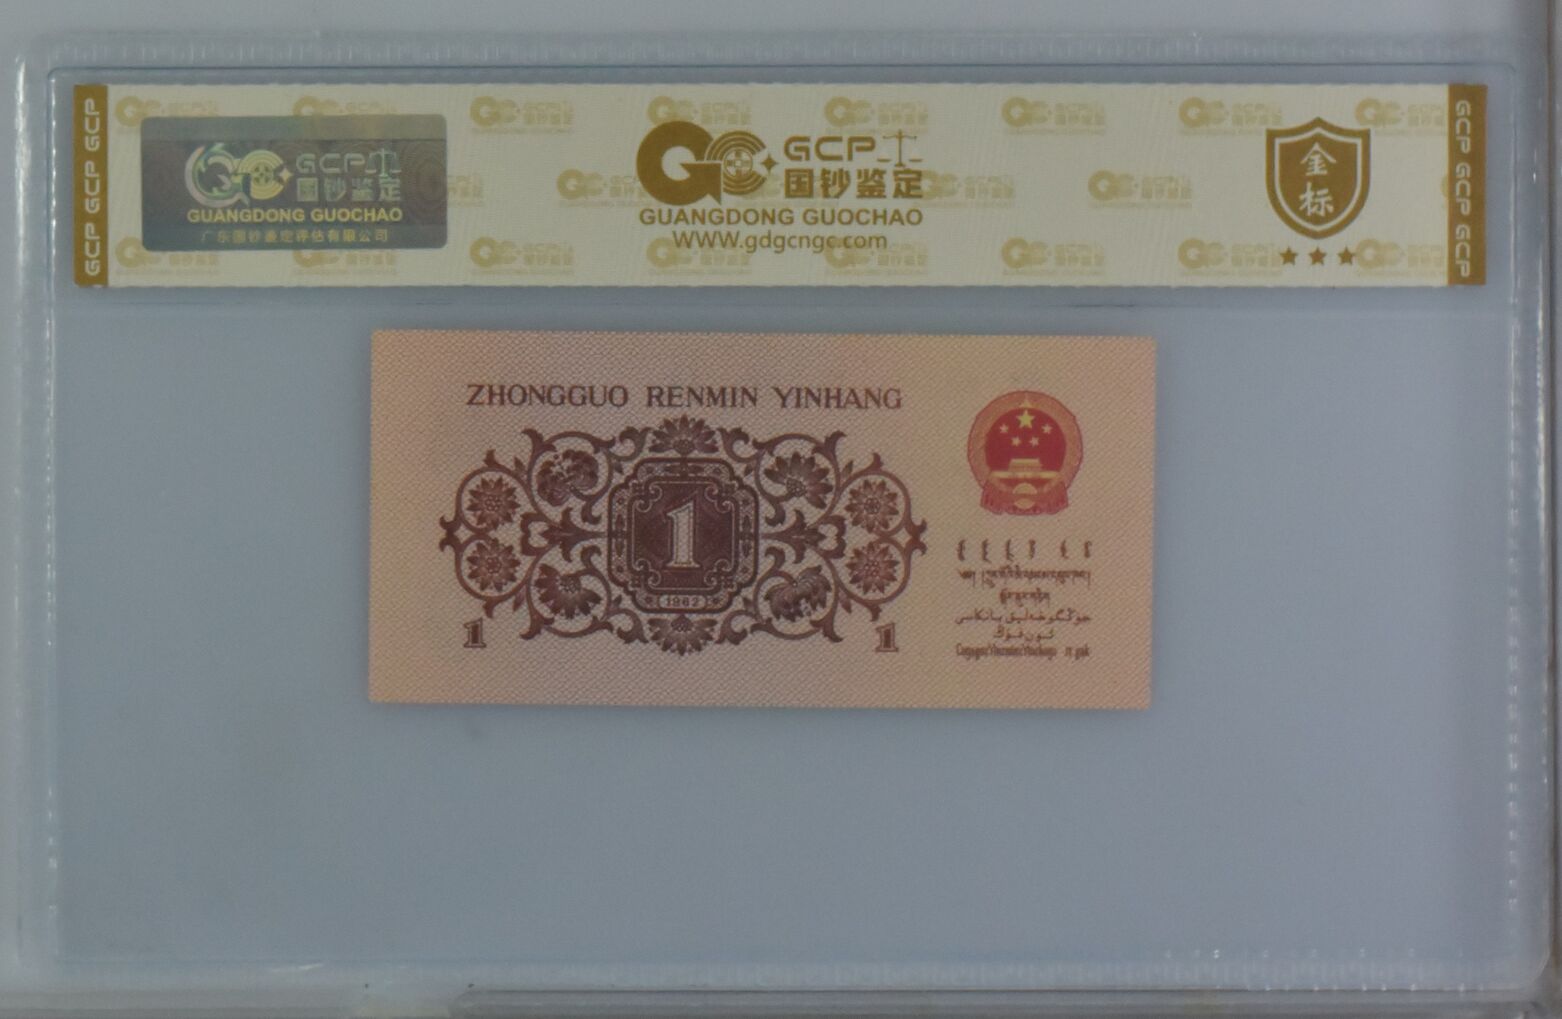 GCP GCP GCP
GCP
国钞鉴定
GUANGDONG GUOCHAO
广东国钞鉴定评估有限公司
GCP
国钞鉴定
GUANGDONG GUOCHAO
WWW.gdgcngc.com
金
标
GCP GCP GCP
ZHONGGUO RENMIN YINHANG
1
1962
1
1